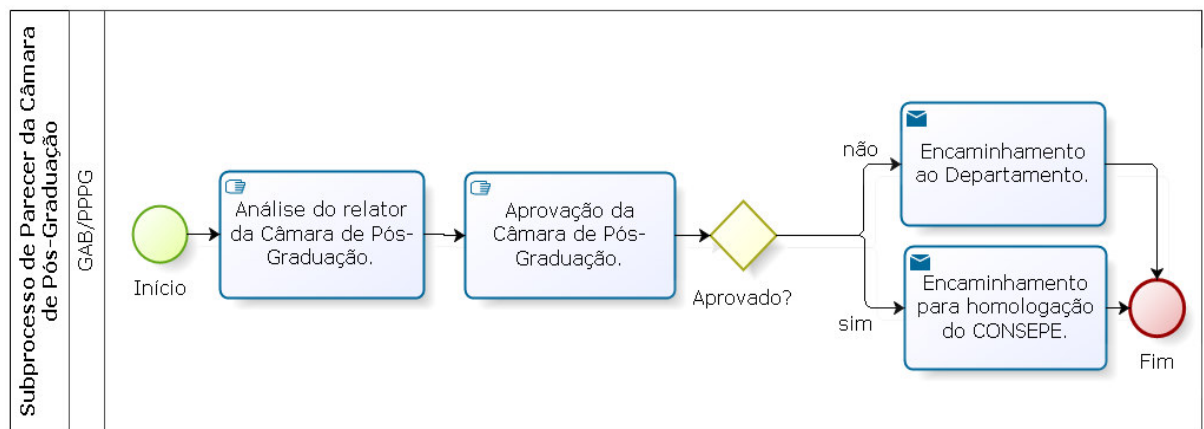 Subprocesso de Parecer da Câmara
de Pós-Graduação
GAB/PPPG
Início
Análise do relator
da Câmara de Pós-
Graduação.
Aprovação da
Câmara de Pós-
Graduação.
Aprovado?
não
Encaminhamento
ao Departamento.
sim
Encaminhamento
para homologação
do CONSEPE.
Fim